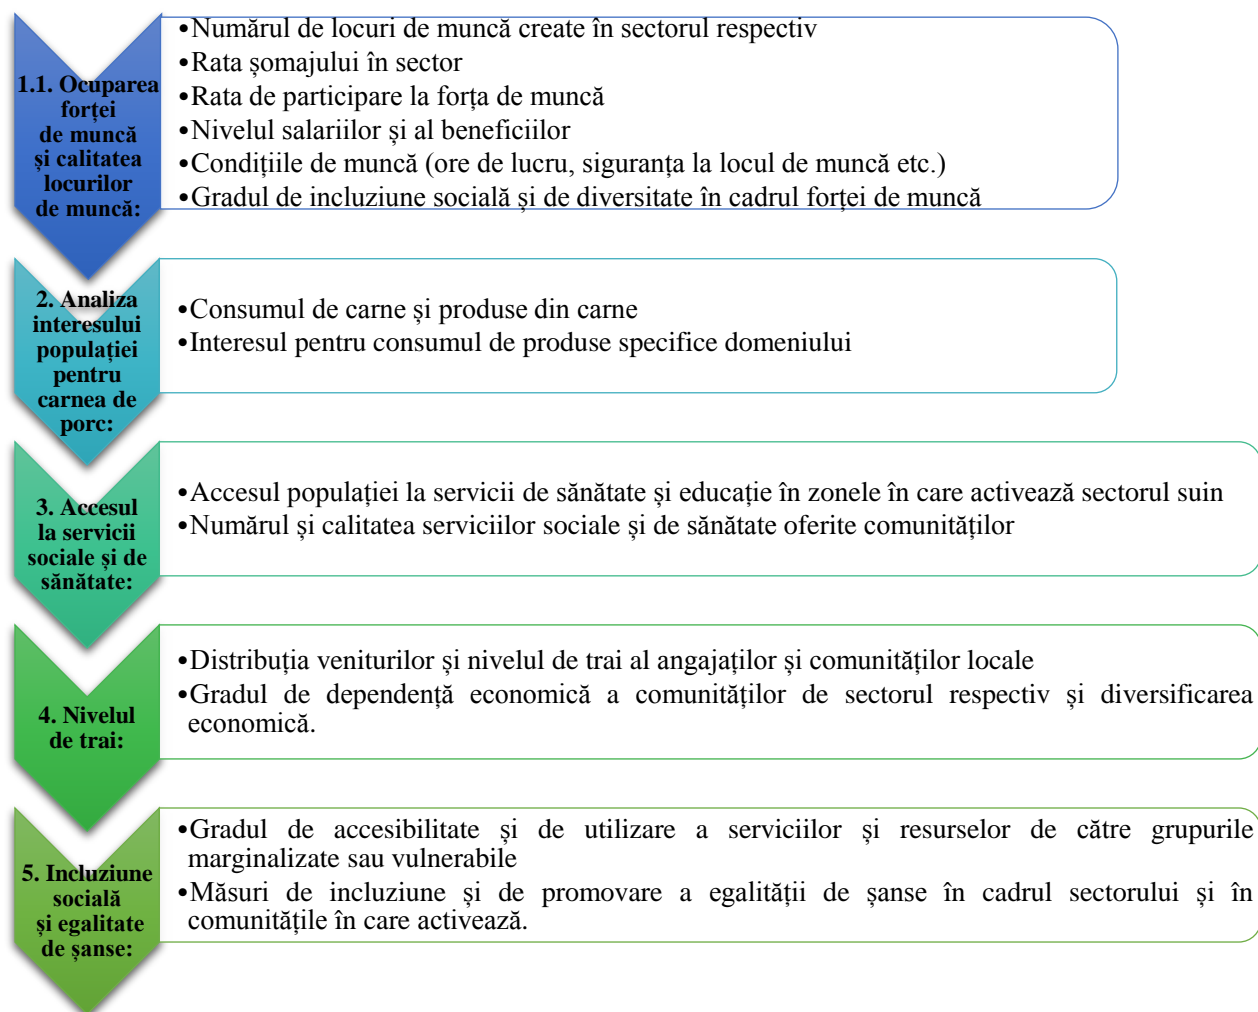 1.1. Ocuparea
forței
de muncă
și calitatea
locurilor
de muncă:
•Numărul de locuri de muncă create în sectorul respectiv
•Rata șomajului în sector
•Rata de participare la forța de muncă
•Nivelul salariilor și al beneficiilor
•Condițiile de muncă (ore de lucru, siguranța la locul de muncă etc.)
•Gradul de incluziune socială și de diversitate în cadrul forței de muncă
2. Analiza
interesului
populației
pentru
carnea de
porc:
•Consumul de carne și produse din carne
•Interesul pentru consumul de produse specifice domeniului
3. Accesul
la servicii
sociale și de
sănătate:
•Accesul populației la servicii de sănătate și educație în zonele în care activează sectorul suin
•Numărul și calitatea serviciilor sociale și de sănătate oferite comunităților
4. Nivelul
de trai:
•Distribuția veniturilor și nivelul de trai al angajaților și comunităților locale
•Gradul de dependență economică a comunităților de sectorul respectiv și diversificarea
economică.
5. Incluziune
socială
și egalitate
de șanse:
•Gradul de accesibilitate și de utilizare a serviciilor și resurselor de către grupurile
marginalizate sau vulnerabile
•Măsuri de incluziune și de promovare a egalității de șanse în cadrul sectorului și în
comunitățile în care activează.